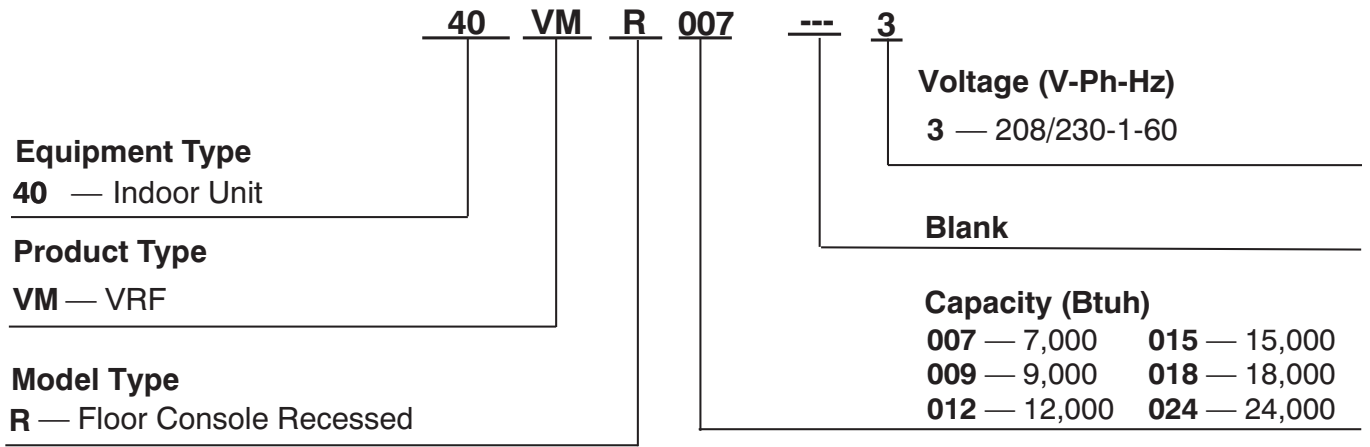 40 VM R 007 --- 3
Voltage (V-Ph-Hz)
3 — 208/230-1-60
Equipment Type
40 — Indoor Unit
Blank
Product Type
VM — VRF
Capacity (Btuh)
007 — 7,000 015 — 15,000
009 — 9,000 018 — 18,000
012 — 12,000 024 — 24,000
Model Type
R — Floor Console Recessed